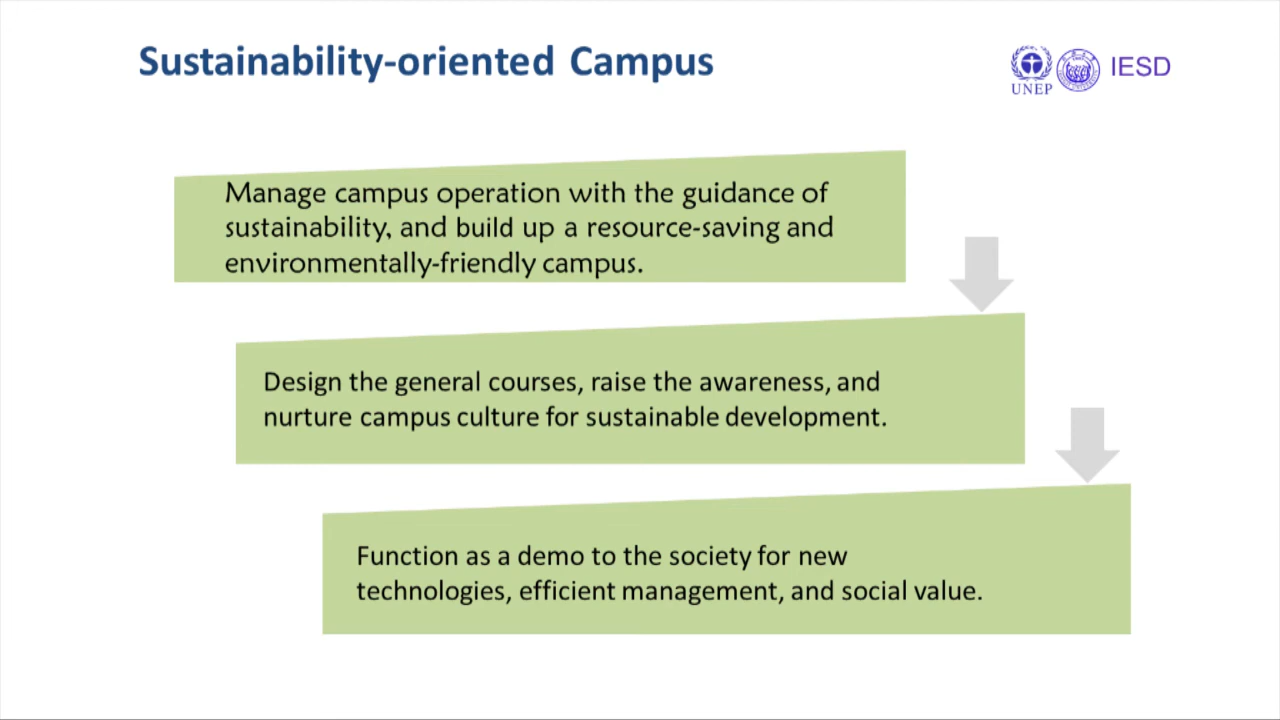 Sustainability-oriented Campus
UNEP
IESD
Manage campus operation with the guidance of
sustainability, and build up a resource-saving and
environmentally-friendly campus.
Design the general courses, raise the awareness, and
nurture campus culture for sustainable development.
Function as a demo to the society for new
technologies, efficient management, and social value.